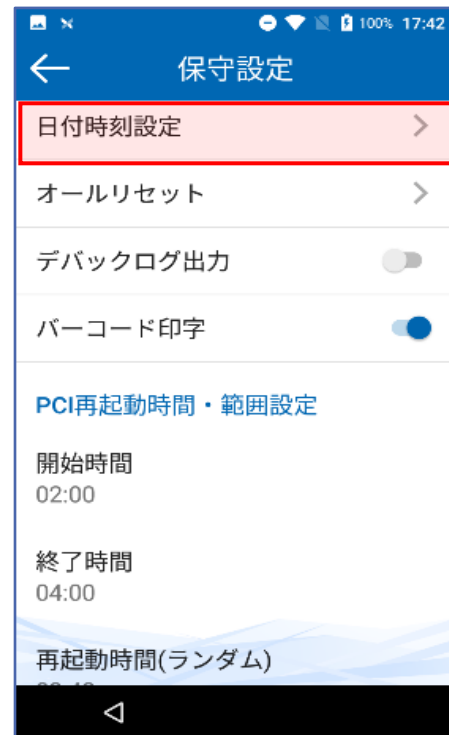 100% 17:42
保守設定
日付時刻設定
オールリセット
デバックログ出力
バーコード印字
PCI再起動時間・範囲設定
開始時間
02:00
終了時間
04:00
再起動時間(ランダム)